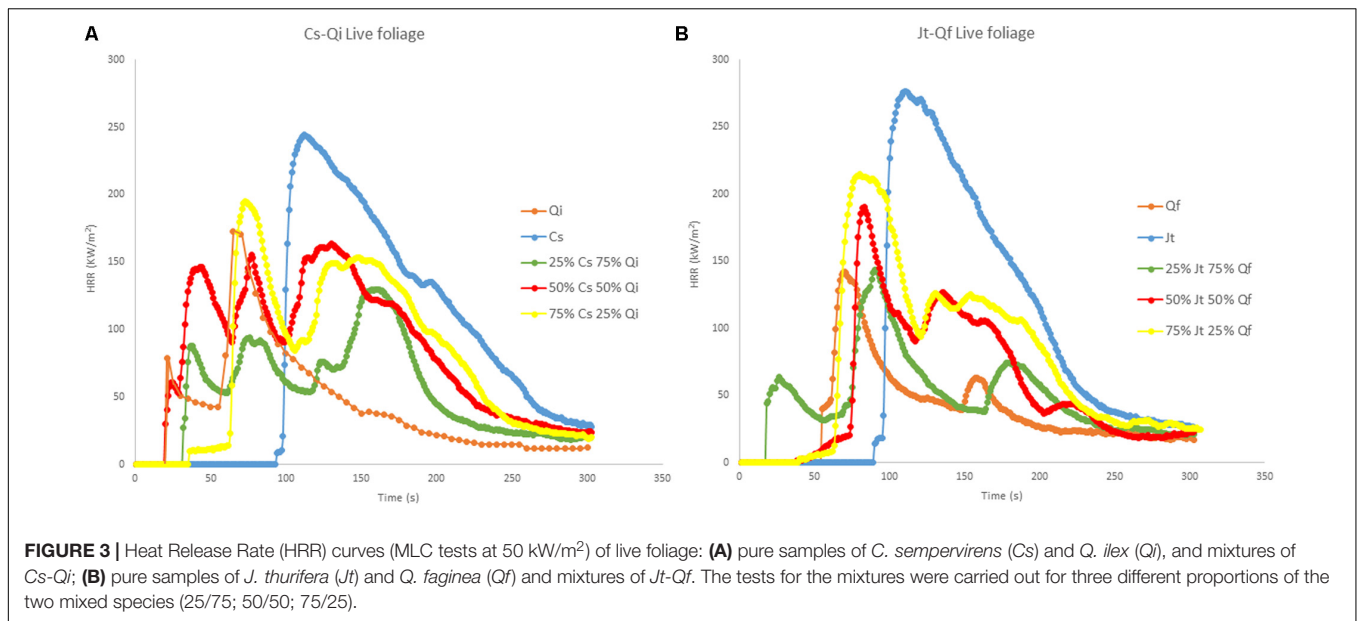 A
Cs-Qi Live foliage
300
250
200
150
100
50
0
HRR (kW/m²)
0 50 100 150 200 250 300 350
Time (s)
Qi
Cs
25% Cs 75% Qi
50% Cs 50% Qi
75% Cs 25% Qi
B
Jt-Qf Live foliage
300
250
200
150
100
50
0
HRR (kW/m²)
0 50 100 150 200 250 300 350
Time (s)
Qf
Jt
25% Jt 75% Qf
50% Jt 50% Qf
75% Jt 25% Qf
FIGURE 3 | Heat Release Rate (HRR) curves (MLC tests at 50 kW/m²) of live foliage: (A) pure samples of C. sempervirens (Cs) and Q. ilex (Qi), and mixtures of
Cs-Qi; (B) pure samples of J. thurifera (Jt) and Q. faginea (Qf) and mixtures of Jt-Qf. The tests for the mixtures were carried out for three different proportions of the
two mixed species (25/75; 50/50; 75/25).